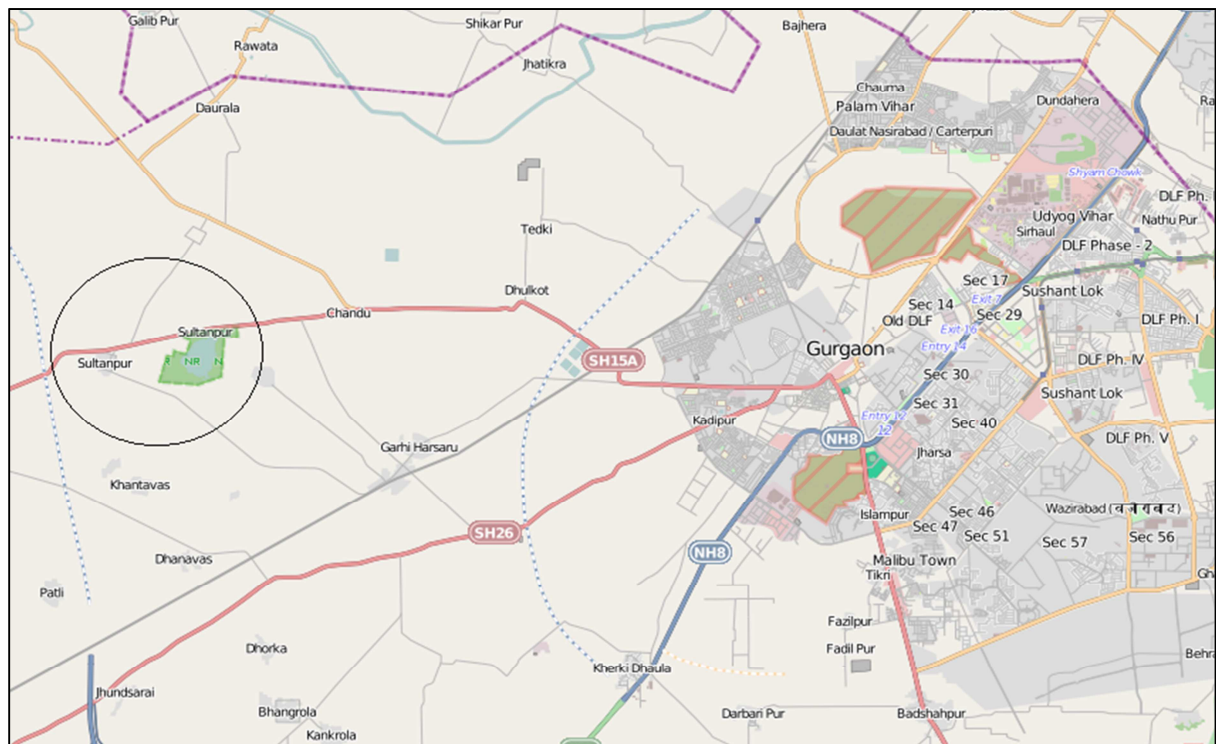 Galib Pur
Shikar Pur
Bajhera
Rawata
Jhatikra
Daurala
Chauma
Palam Vihar
Dundahera
Daulat Nasirabad / Carterpuri
Shyam Chowk
DLF Ph.
Udyog Vihar
Nathu Pur
Sirhaul
Tedki
DLF Phase - 2
Sec 17
Dhulkot
Exit 7
Sushant Lok
Sec 14
Chandu
Old DLF
Sec 29
DLF Ph. I
Exit 16
Sultanpur
Entry 14
Gurgaon
Sultanpur
NR
N
SH15A
DLF Ph. IV
Sec 30
Sushant Lok
Sec 31
Kadipur
Entry 12
12
Sec 40
NH8
DLF Ph. V
Garhi Harsaru
Jharsa
Khantavas
Islampur
Sec 46
Wazirabad
Sec 47
Sec 56
SH26
Sec 51
Sec 57
NH8
Dhanavas
Malibu Town
Tikri
Patli
Fazilpur
Dhorka
Fadil Pur
Kherki Dhaula
Jhundsarai
Bhangrola
Darbari Pur
Badshahpur
Kankrola